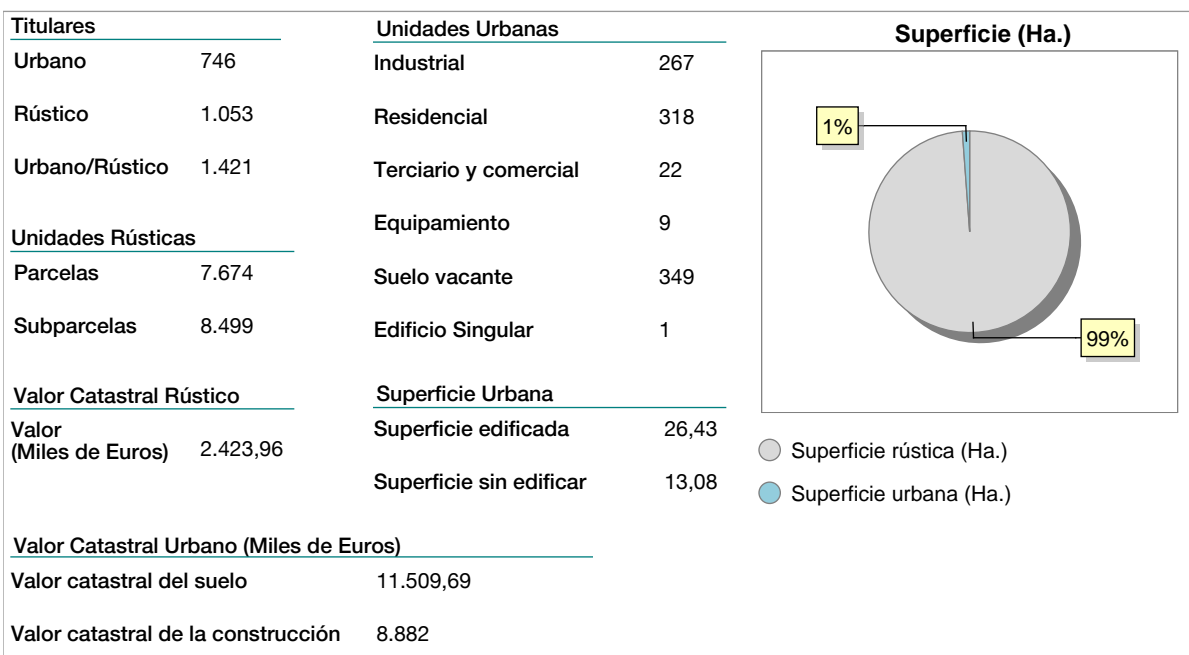 Titulares
Urbano 746
Rústico 1.053
Urbano/Rústico 1.421
Unidades Rústicas
Parcelas 7.674
Subparcelas 8.499
Valor Catastral Rústico
Valor
(Miles de Euros) 2.423,96
Unidades Urbanas
Industrial 267
Residencial 318
Terciario y comercial 22
Equipamiento 9
Suelo vacante 349
Edificio Singular 1
Superficie Urbana
Superficie edificada 26,43
Superficie sin edificar 13,08
Valor Catastral Urbano (Miles de Euros)
Valor catastral del suelo 11.509,69
Valor catastral de la construcción 8.882
Superficie (Ha.)
1%
99%
Superficie rústica (Ha.)
Superficie urbana (Ha.)